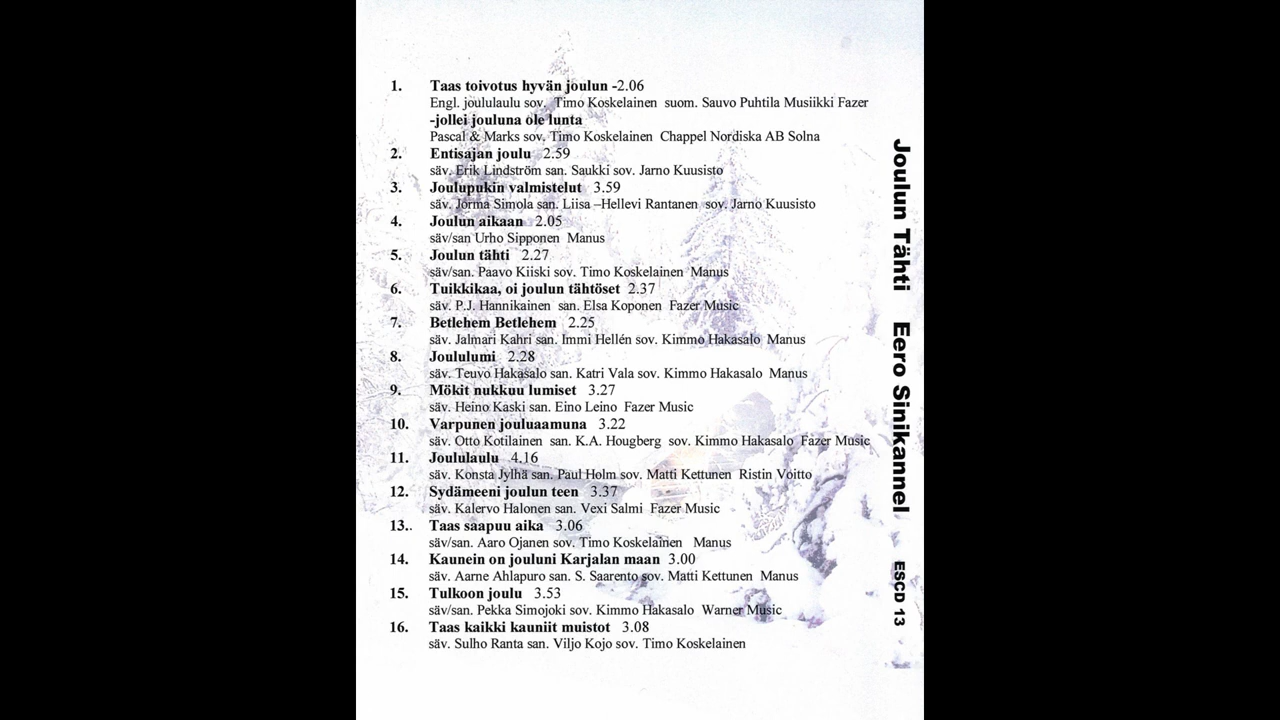 1. Taas toivotus hyvän joulun -2.06
Engl. joululaulu sov. Timo Koskelainen suom. Sauvo Puhtila Musiikki Fazer
-jollei jouluna ole lunta
Pascal & Marks sov. Timo Koskelainen Chappel Nordiska AB Solna
2. Entisajan joulu 2.59
säv. Erik Lindström san. Saukki sov. Jarno Kuusisto
3. Joulupukin valmistelut 3.59
säv. Jorma Simola san. Liisa –Hellevi Rantanen sov. Jarno Kuusisto
4. Joulun aikaan 2.05
säv/san Urho Sipponen Manus
5. Joulun tähti 2.27
säv/san. Paavo Kiiski sov. Timo Koskelainen Manus
6. Tuikkikaa, oi joulun tähtöset 2.37
säv. P.J. Hannikainen san. Elsa Koponen Fazer Music
7. Betlehem Betlehem 2.25
säv. Jalmari Kahri san. Immi Hellén sov. Kimmo Hakasalo Manus
8. Joululumi 2.28
säv. Teuvo Hakasalo san. Katri Vala sov. Kimmo Hakasalo Manus
9. Mökit nukkuu lumiset 3.27
säv. Heino Kaski san. Eino Leino Fazer Music
10. Varpunen jouluaamuna 3.22
säv. Otto Kotilainen san. K.A. Hougberg sov. Kimmo Hakasalo Fazer Music
11. Joululaulu 4.16
säv. Konsta Jylhä san. Paul Holm sov. Matti Kettunen Ristin Voitto
12. Sydämeeni joulun teen 3.37
säv. Kalervo Halonen san. Vexi Salmi Fazer Music
13.. Taas saapuu aika 3.06
säv/san. Aaro Ojanen sov. Timo Koskelainen Manus
14. Kaunein on jouluni Karjalan maan 3.00
säv. Aarne Ahlapuro san. S. Saarento sov. Matti Kettunen Manus
15. Tulkoon joulu 3.53
säv/san. Pekka Simojoki sov. Kimmo Hakasalo Warner Music
16. Taas kaikki kauniit muistot 3.08
säv. Sulho Ranta san. Viljo Kojo sov. Timo Koskelainen
Joulun Tähti Eero Sinikannel ESCD 13